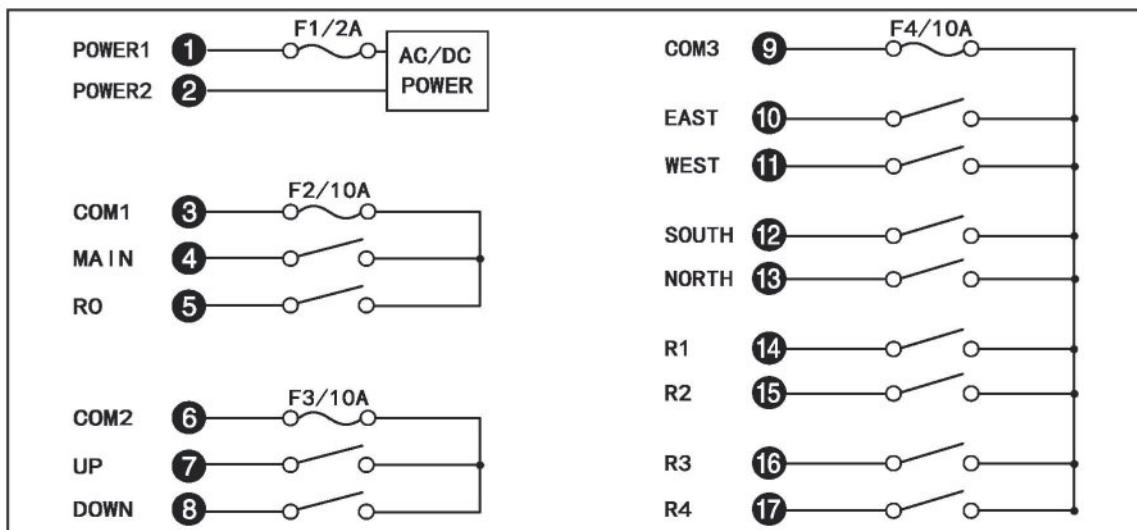 POWER1 1 F1/2A AC/DC
POWER2 2 POWER
COM1 3 F2/10A
MAIN 4
R0 5
COM2 6 F3/10A
UP 7
DOWN 8
COM3 9 F4/10A
EAST 10
WEST 11
SOUTH 12
NORTH 13
R1 14
R2 15
R3 16
R4 17